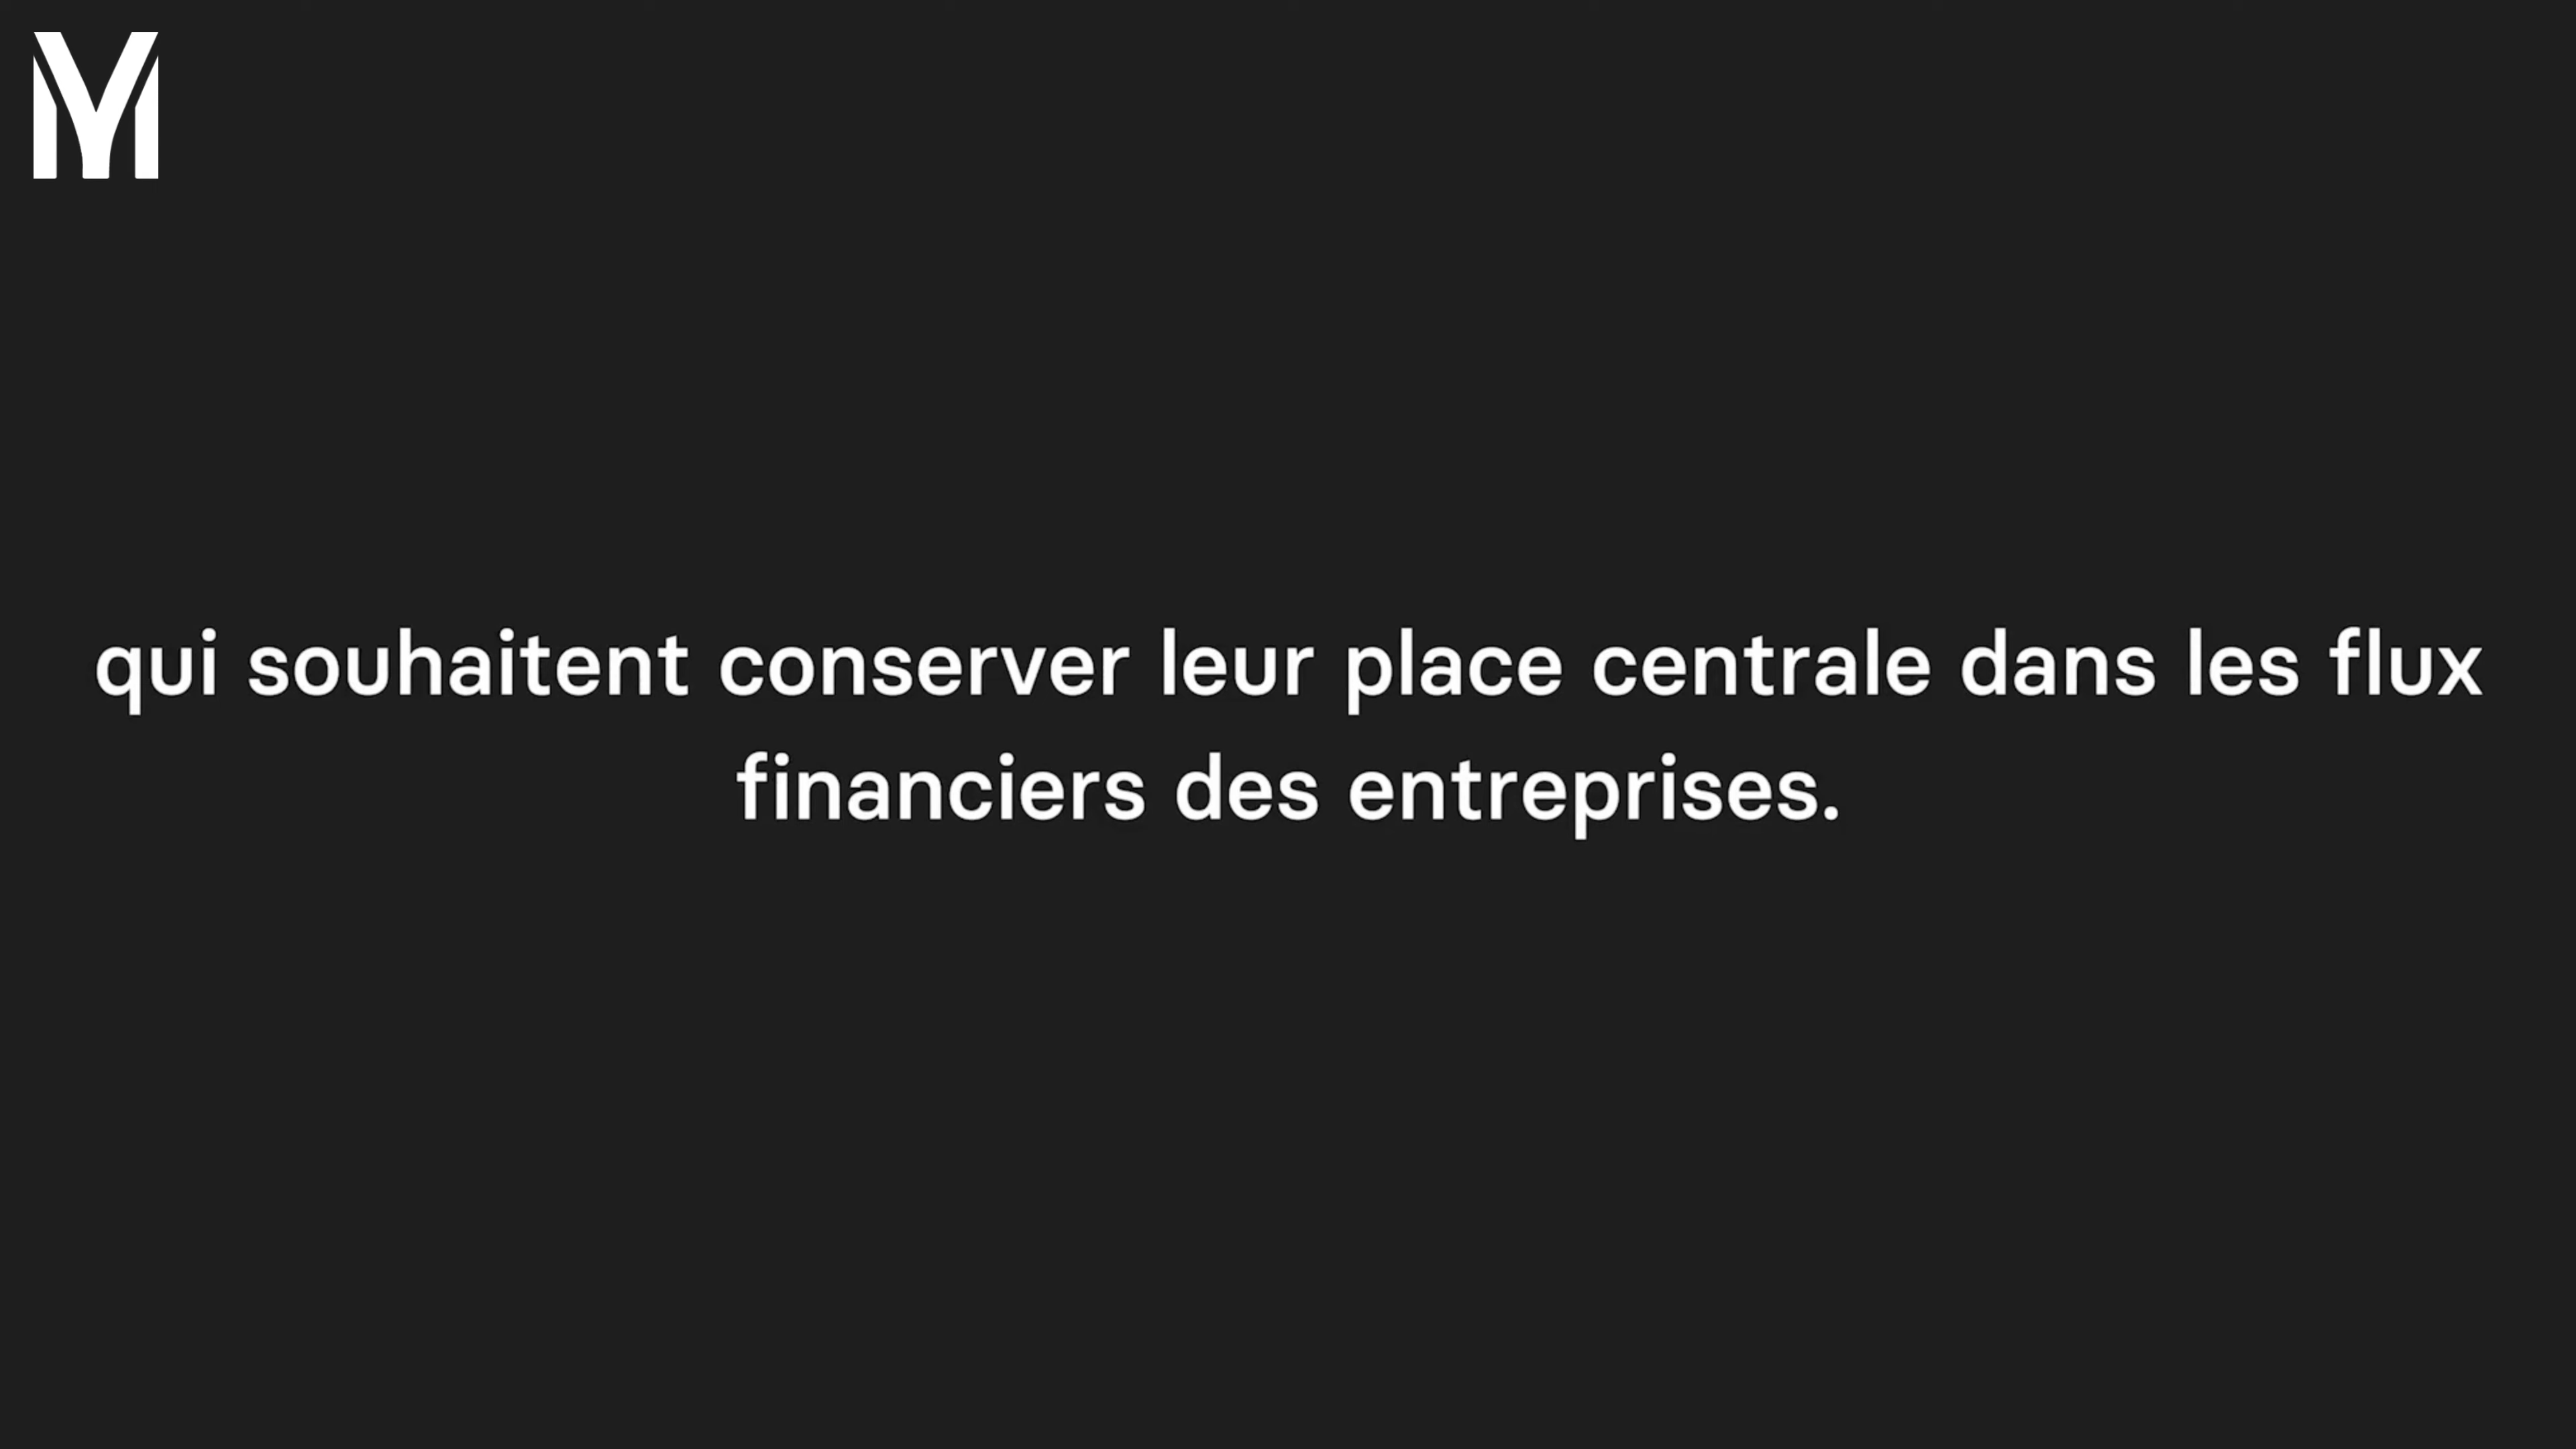 qui souhaitent conserver leur place centrale dans les flux
financiers des entreprises.